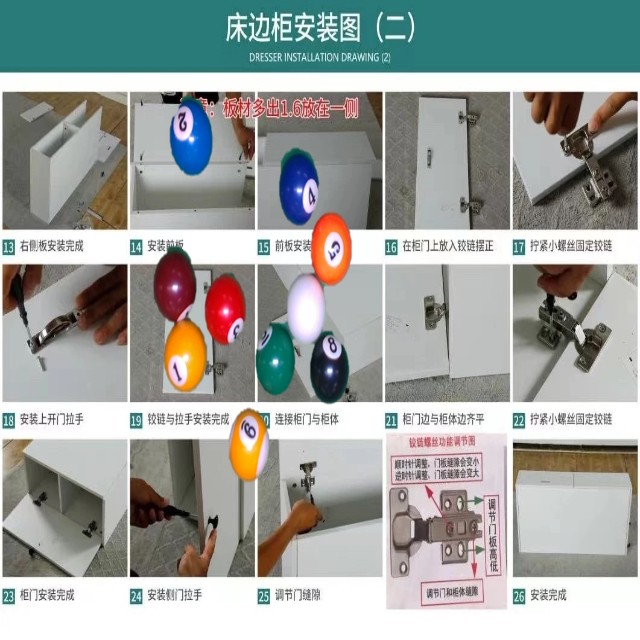 床边柜安装图（二）
DRESSER INSTALLATION DRAWING (2)
板材多出1.6放在一侧
2
4
5
3
1
8
13 右侧板安装完成
14 安装前板
15 前板安装
16 在柜门上放入铰链摆正
17 拧紧小螺丝固定铰链
18 安装上开门拉手
19 铰链与拉手安装完成
连接柜门与柜体
21 柜门边与柜体边齐平
22 拧紧小螺丝固定铰链
铰链螺丝功能调节图
顺时针调整，门板缝隙会变小
逆时针调整，门板缝隙会变大
调节门板高低
调节门和柜体缝隙
23 柜门安装完成
24 安装侧门拉手
25 调节门缝隙
26 安装完成